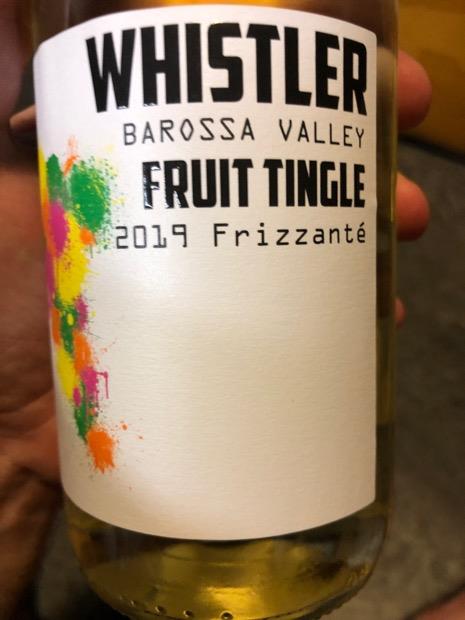 WHISTLER
BAROSSA VALLEY
FRUIT TINGLE
2019 Frizzanté